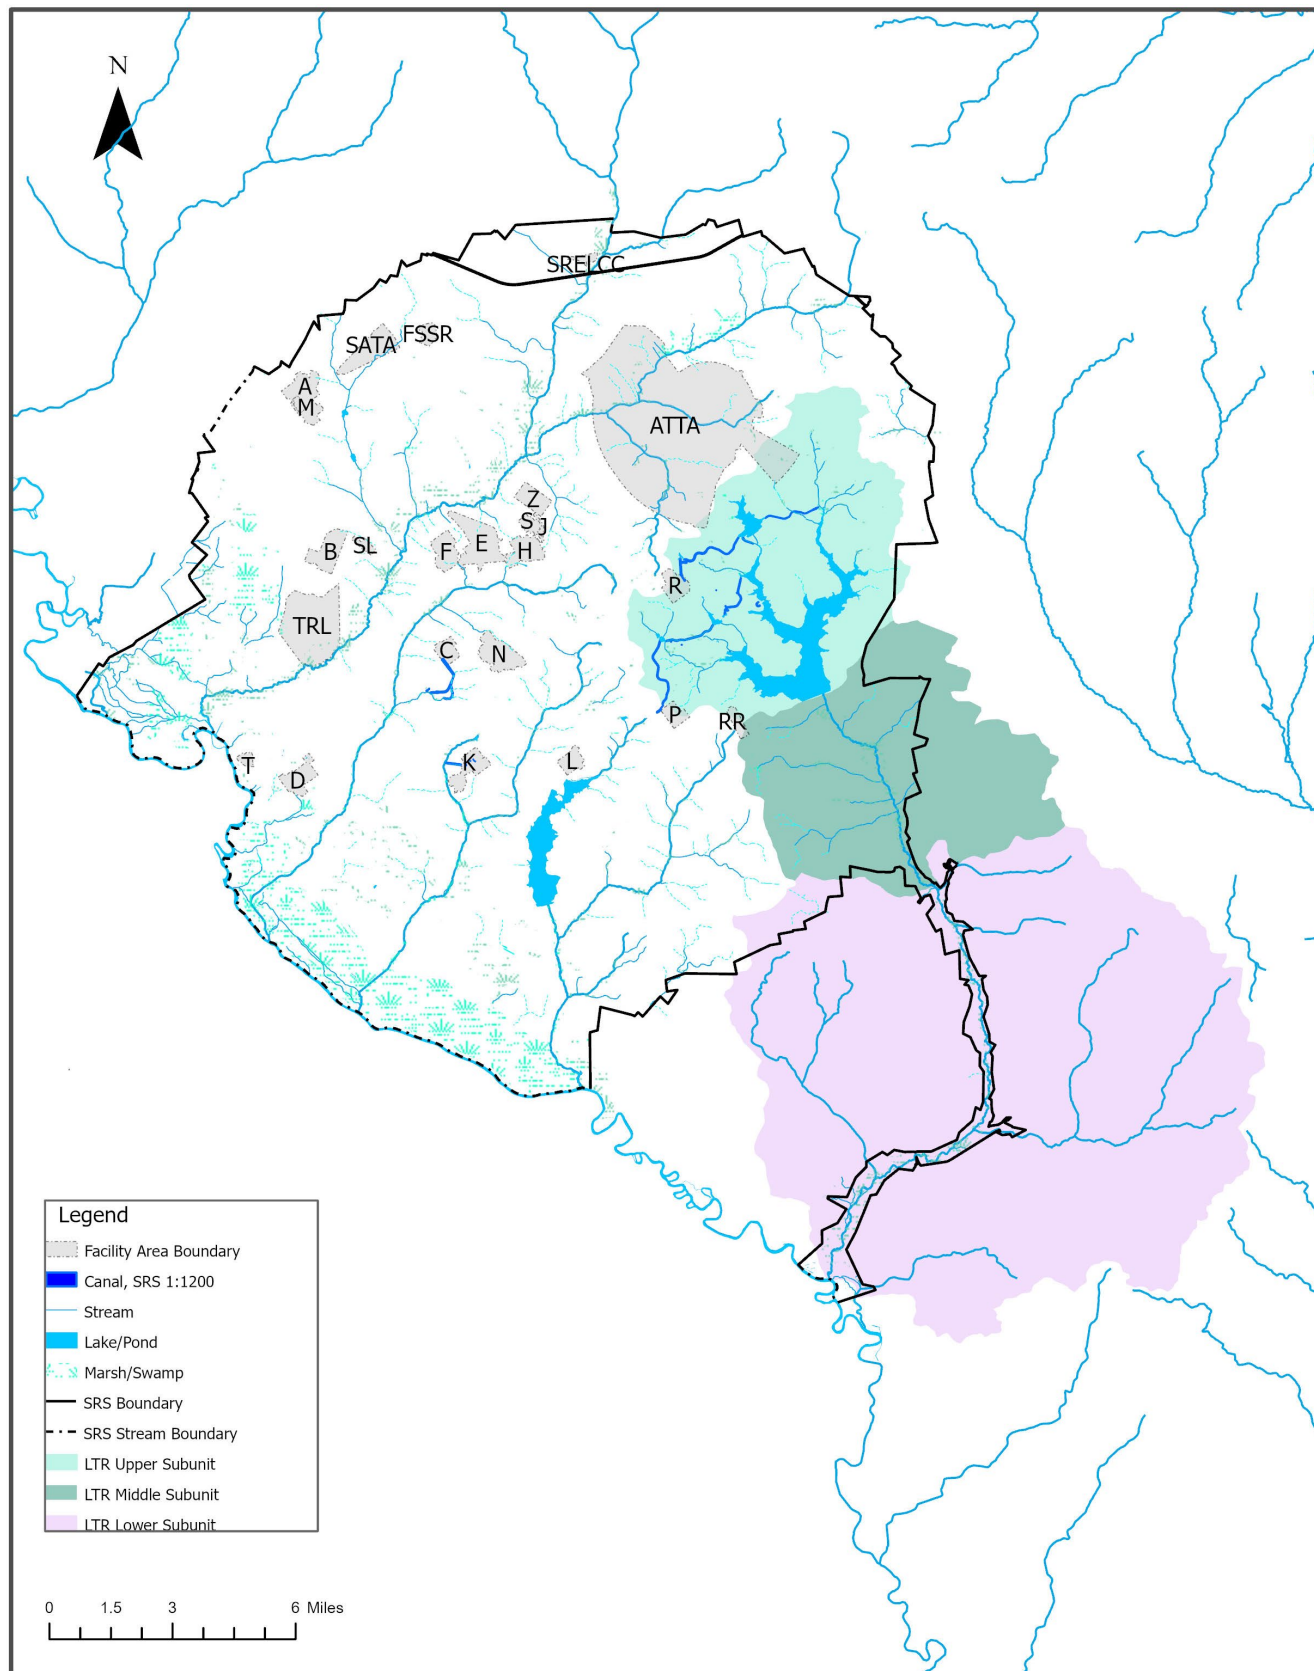 N
SRELCC
FSSR
SATA
A
M
ATTA
Z
S
J
B
SL
F
E
H
R
TRL
C
N
P
RR
T
D
K
L
Legend
Facility Area Boundary
Canal, SRS 1:1200
Stream
Lake/Pond
Marsh/Swamp
SRS Boundary
SRS Stream Boundary
LTR Upper Subunit
LTR Middle Subunit
LTR Lower Subunit
0 1.5 3 6 Miles